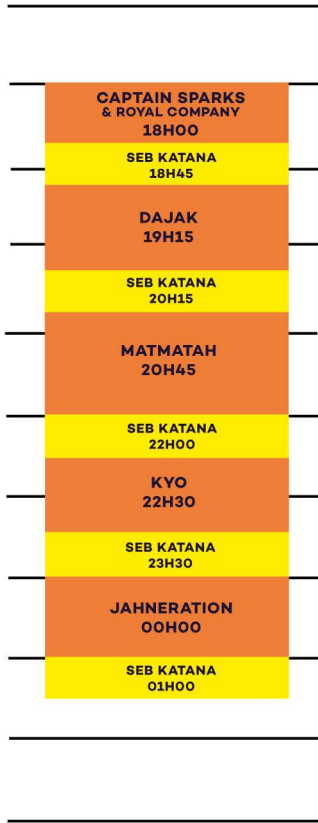 CAPTAIN SPARKS
& ROYAL COMPANY
18H00
SEB KATANA
18H45
DAJAK
19H15
SEB KATANA
20H15
MATMATAH
20H45
SEB KATANA
22H00
KYO
22H30
SEB KATANA
23H30
JAHNERATION
00H00
SEB KATANA
01H00